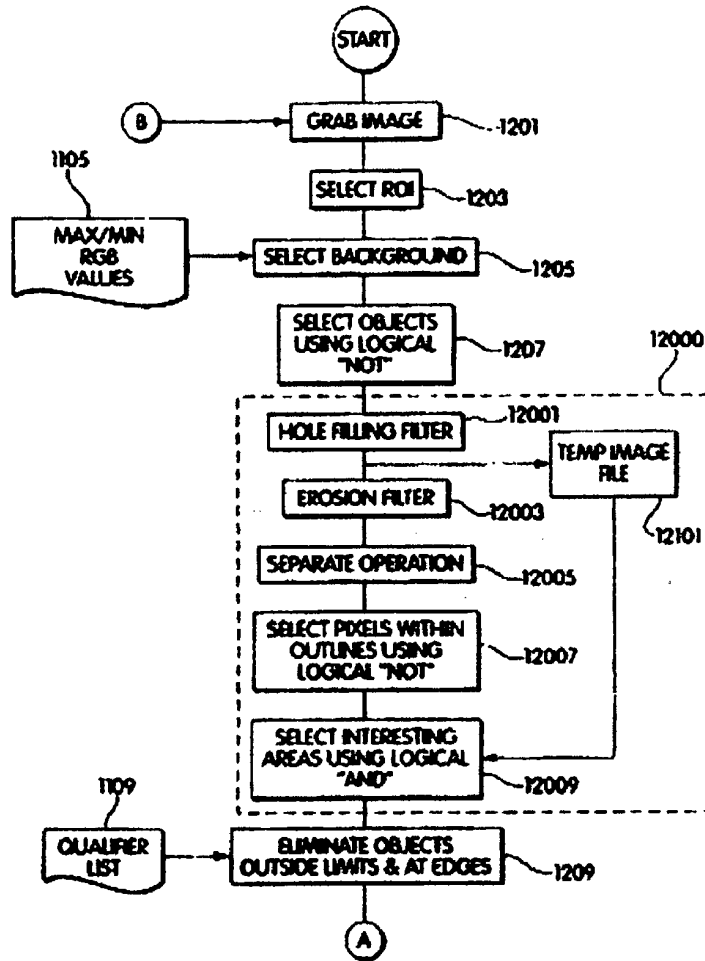 START
B
GRAB IMAGE
1201
1105
SELECT ROI
1203
MAX/MIN
RGB
VALUES
SELECT BACKGROUND
1205
SELECT OBJECTS
USING LOGICAL
"NOT"
1207
12000
HOLE FILLING FILTER
12001
TEMP IMAGE
FILE
12101
EROSION FILTER
12003
SEPARATE OPERATION
12005
SELECT PIXELS WITHIN
OUTLINES USING
LOGICAL "NOT"
12007
SELECT INTERESTING
AREAS USING LOGICAL
"AND"
12009
1109
QUALIFIER
LIST
ELIMINATE OBJECTS
OUTSIDE LIMITS & AT EDGES
1209
A